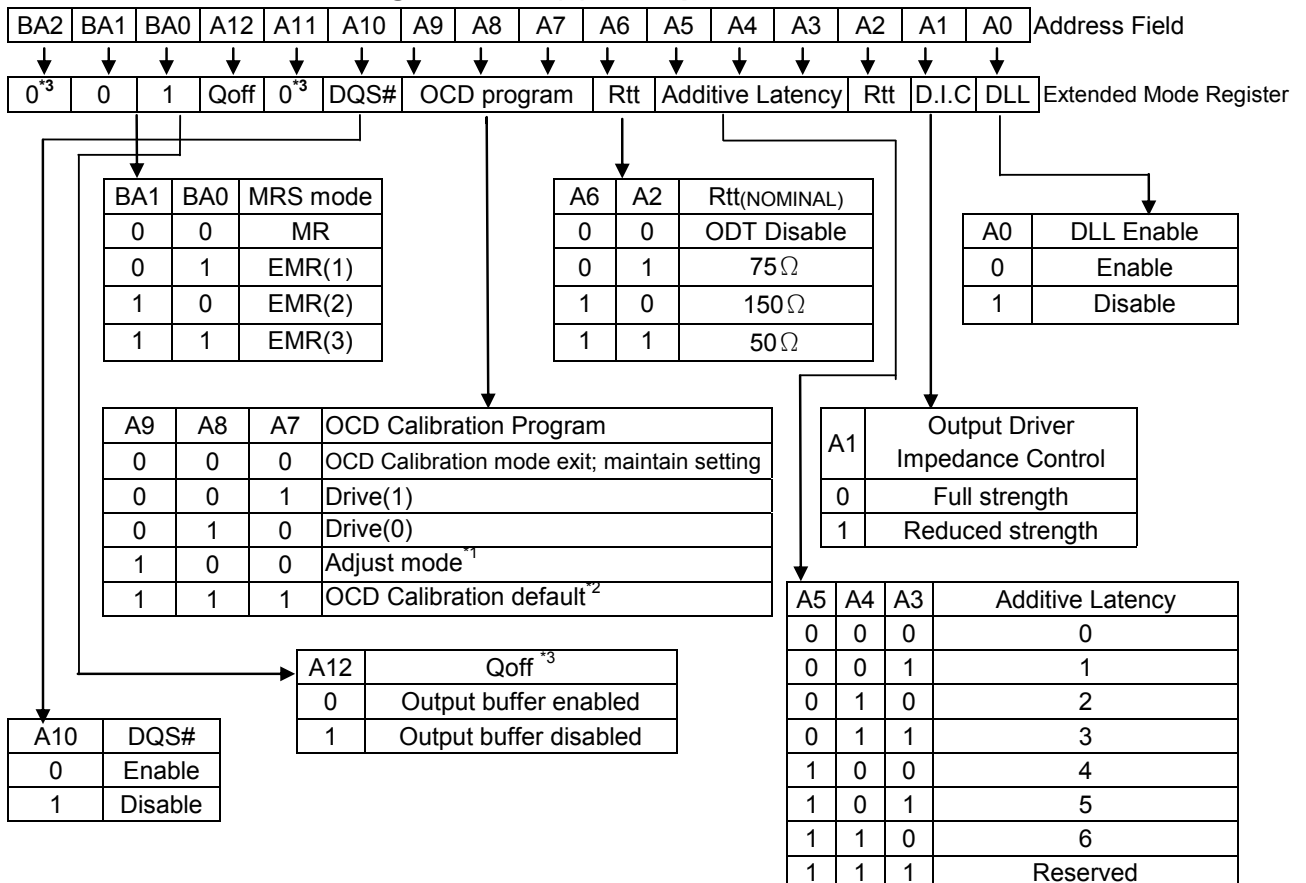 BA2 BA1 BA0 A12 A11 A10 A9 A8 A7 A6 A5 A4 A3 A2 A1 A0 Address Field
0*3 0 1 Qoff 0*3 DQS# OCD program Rtt Additive Latency Rtt D.I.C DLL Extended Mode Register
BA1 BA0 MRS mode
0 0 MR
0 1 EMR(1)
1 0 EMR(2)
1 1 EMR(3)
A6 A2 Rtt(NOMINAL)
0 0 ODT Disable
0 1 75Ω
1 0 150Ω
1 1 50Ω
A0 DLL Enable
0 Enable
1 Disable
A9 A8 A7 OCD Calibration Program
0 0 0 OCD Calibration mode exit; maintain setting
0 0 1 Drive(1)
0 1 0 Drive(0)
1 0 0 Adjust mode*1
1 1 1 OCD Calibration default*2
A1 Output Driver
Impedance Control
0 Full strength
1 Reduced strength
A12 Qoff *3
0 Output buffer enabled
1 Output buffer disabled
A10 DQS#
0 Enable
1 Disable
A5 A4 A3 Additive Latency
0 0 0 0
0 0 1 1
0 1 0 2
0 1 1 3
1 0 0 4
1 0 1 5
1 1 0 6
1 1 1 Reserved